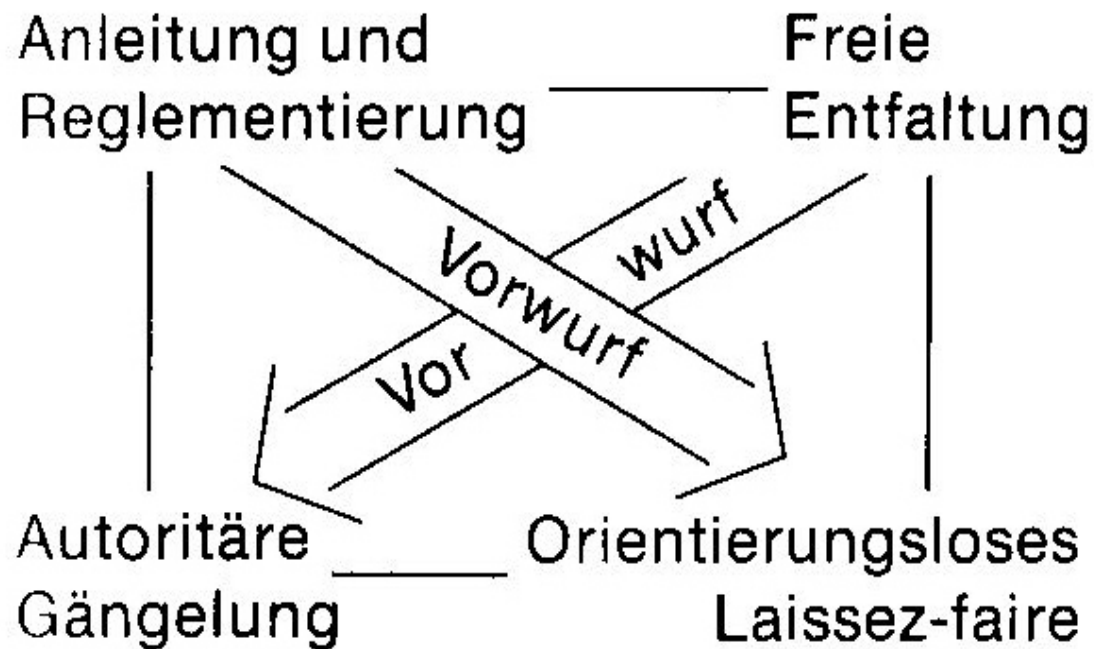 Anleitung und
Reglementierung
Freie
Entfaltung
Vorwurf
Vor
wurf
Autoritäre
Gängelung
Orientierungsloses
Laissez-faire